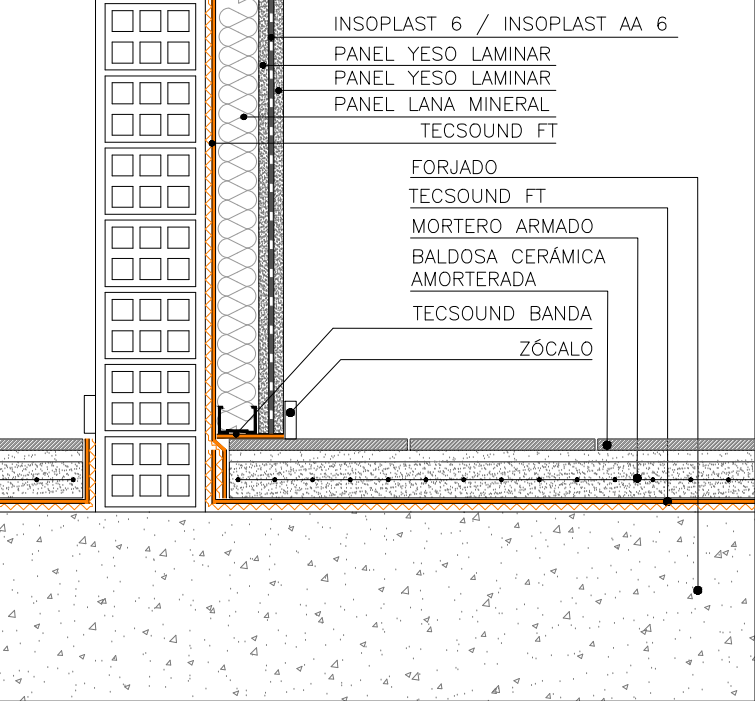 INSOPLAST 6 / INSOPLAST AA 6
PANEL YESO LAMINAR
PANEL YESO LAMINAR
PANEL LANA MINERAL
TECSOUND FT
FORJADO
TECSOUND FT
MORTERO ARMADO
BALDOSA CERÁMICA
AMORTERADA
TECSOUND BANDA
ZÓCALO